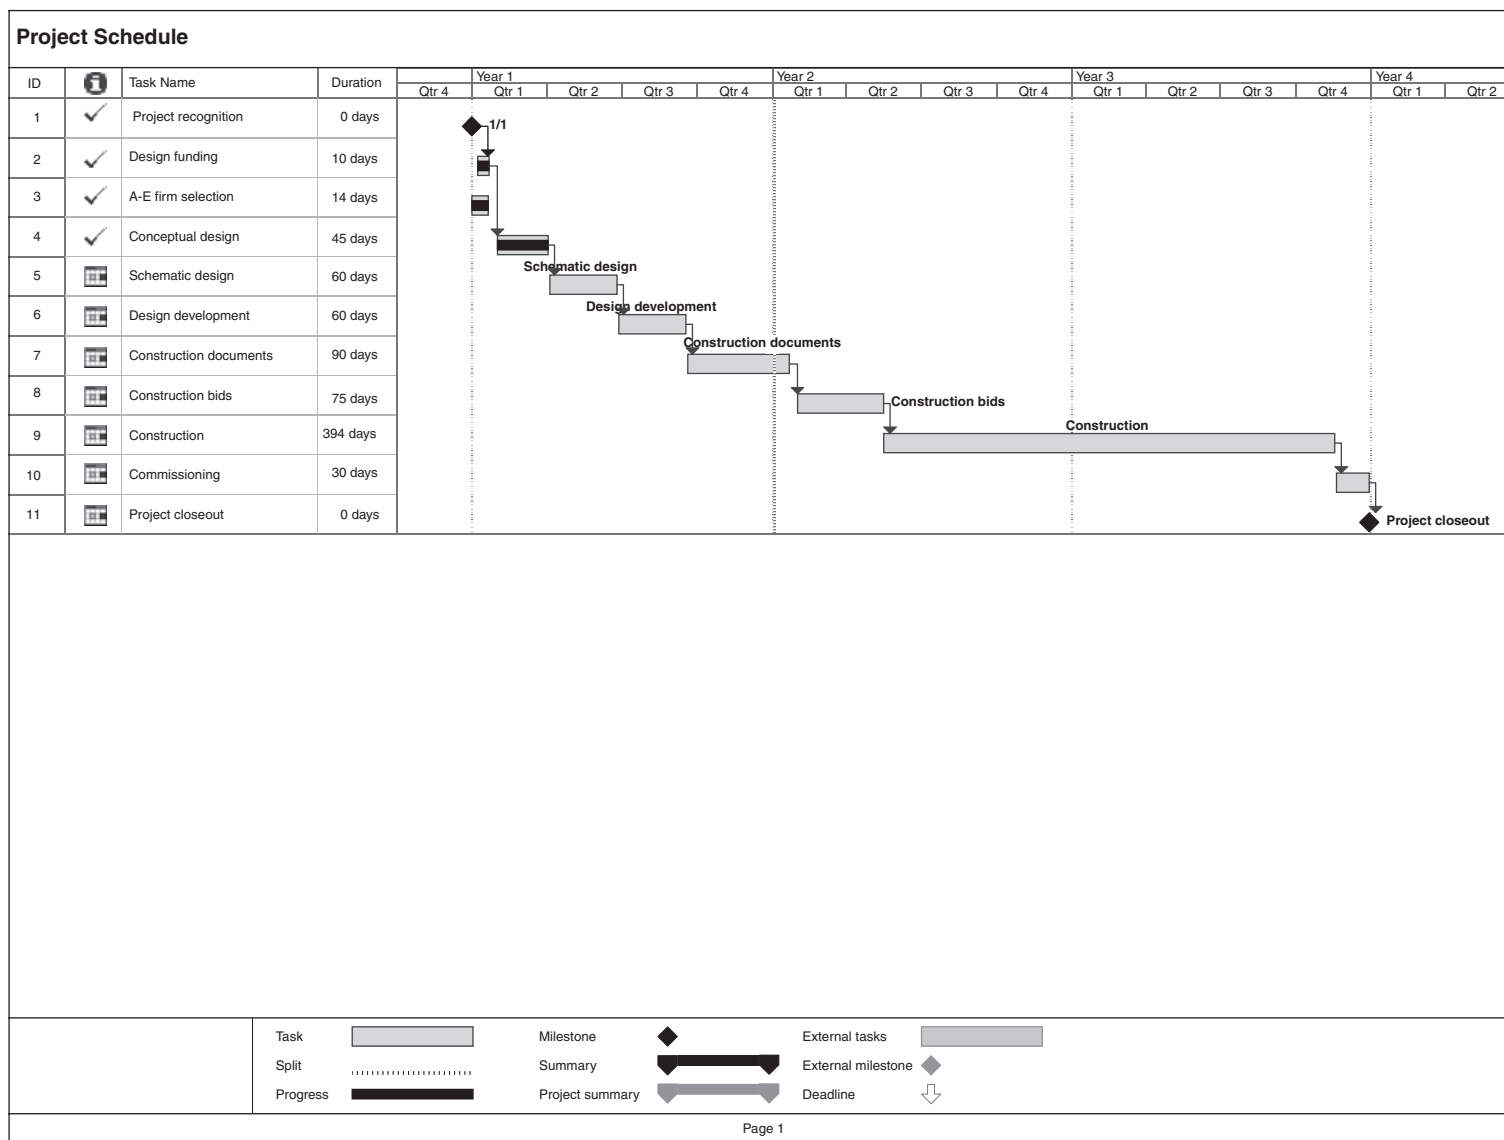 Project Schedule
ID Task Name Duration Year 1 Year 2 Year 3 Year 4
Qtr 4 Qtr 1 Qtr 2 Qtr 3 Qtr 4 Qtr 1 Qtr 2 Qtr 3 Qtr 4 Qtr 1 Qtr 2 Qtr 3 Qtr 4 Qtr 1 Qtr 2
1 Project recognition 0 days 1/1
2 Design funding 10 days
3 A-E firm selection 14 days
4 Conceptual design 45 days
5 Schematic design 60 days Schematic design
6 Design development 60 days Design development
7 Construction documents 90 days Construction documents
8 Construction bids 75 days Construction bids
9 Construction 394 days Construction
10 Commissioning 30 days
11 Project closeout 0 days Project closeout
Task Milestone External tasks
Split Summary External milestone
Progress Project summary Deadline
Page 1